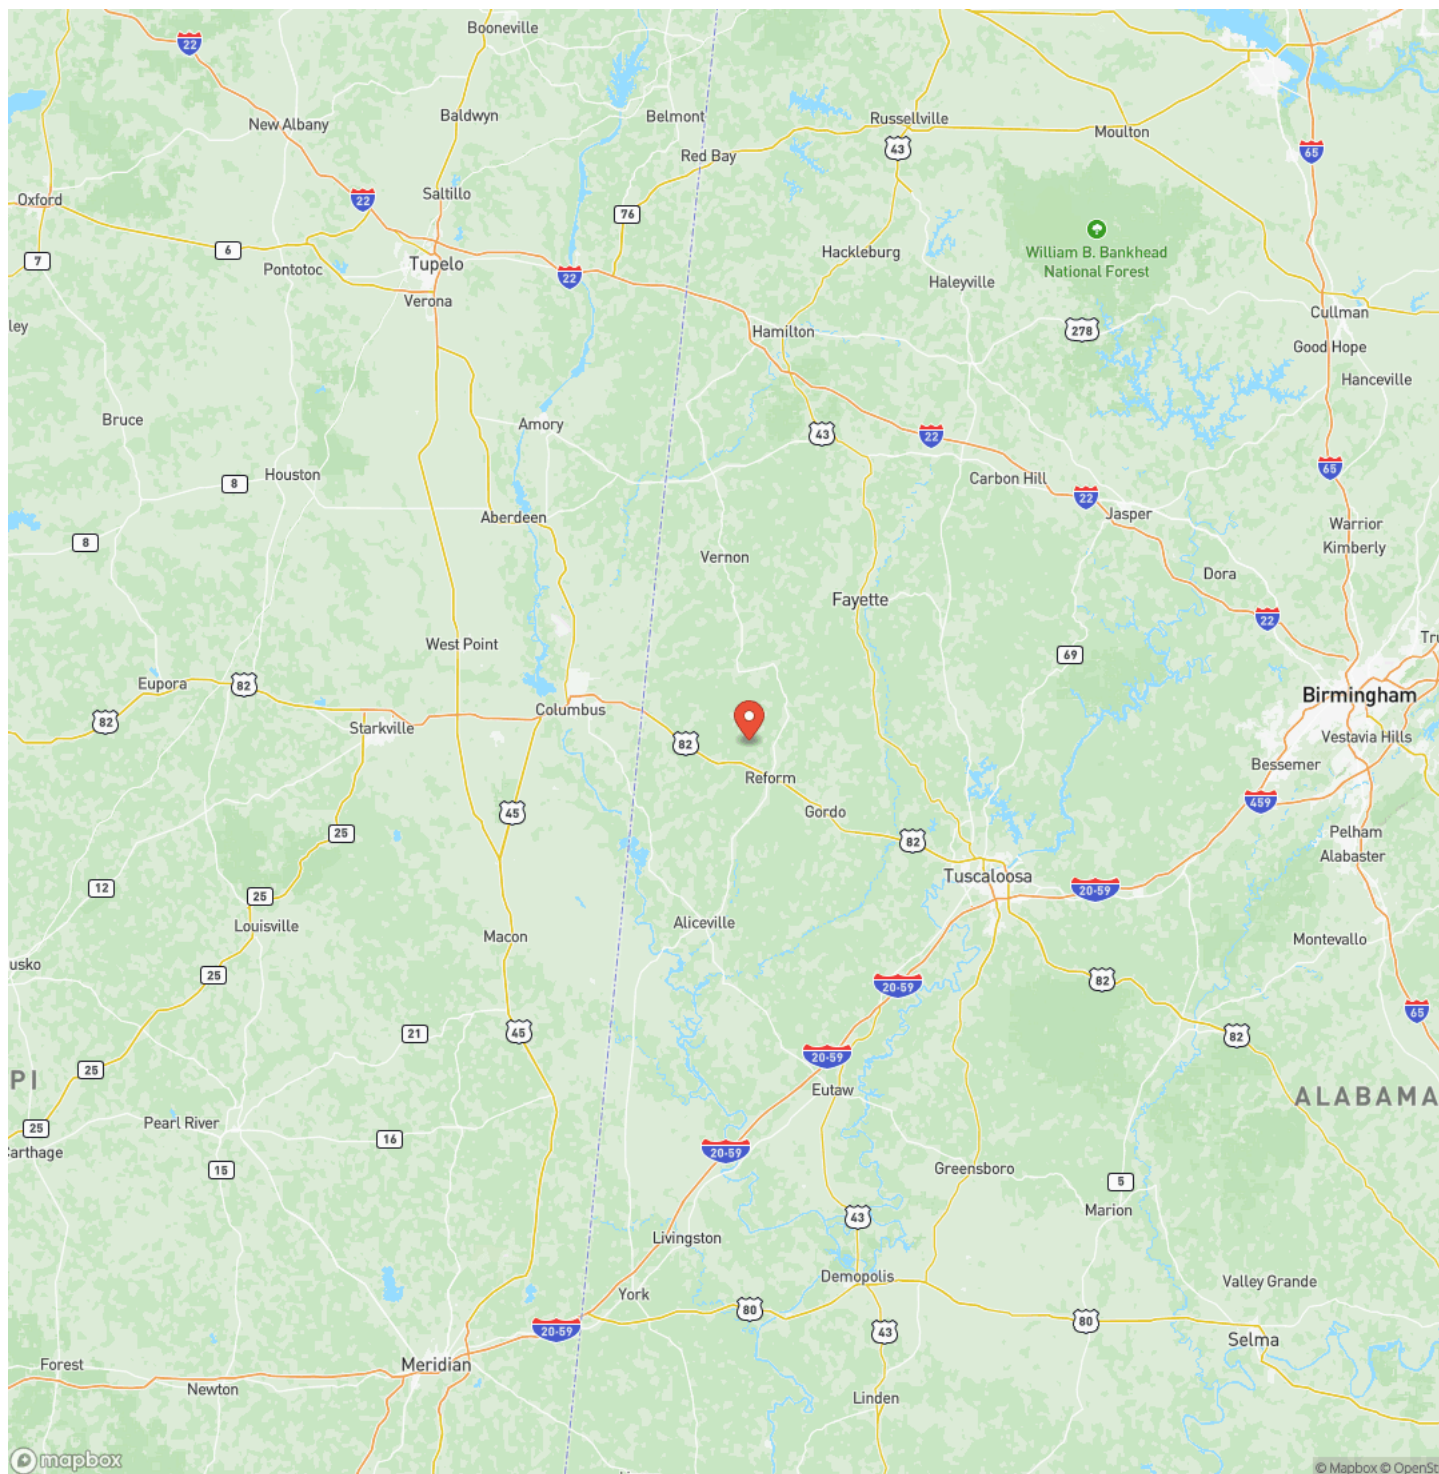 Booneville
22
Baldwyn
Belmont
Russellville
New Albany
Moulton
43
65
Red Bay
Oxford
22
Saltillo
76
William B. Bankhead
National Forest
6
7
Pontotoc
Tupelo
Hackleburg
22
Haleyville
Verona
Cullman
ley
Hamilton
278
Good Hope
Hanceville
Bruce
Amory
43
22
65
Houston
8
Carbon Hill
22
Jasper
Aberdeen
Warrior
8
Kimberly
Vernon
Dora
Fayette
22
West Point
69
Tru
Eupora
82
Birmingham
82
Columbus
Starkville
82
Vestavia Hills
Bessemer
Reform
459
45
Gordo
25
82
Pelham
Alabaster
Tuscaloosa
12
20-59
25
Louisville
Aliceville
Macon
Montevallo
usko
25
20-59
82
65
21
45
82
20-59
25
PI
Eutaw
ALABAMA
Pearl River
25
16
Carthage
20-59
15
Greensboro
5
Marion
43
Livingston
Demopolis
Valley Grande
York
80
80
20-59
43
Selma
Forest
Meridian
Newton
Linden
mapbox
© Mapbox © OpenSt